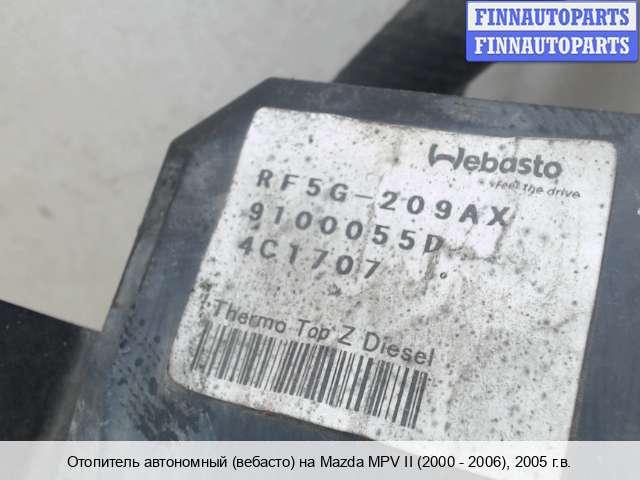 FINNAUTOPARTS
FINNAUTOPARTS
Webasto
Feel the drive
RF5G-209AX
9100055D
4C1707
Thermo Top Z Diesel
Отопитель автономный (вебасто) на Mazda MPV II (2000 - 2006), 2005 г.в.